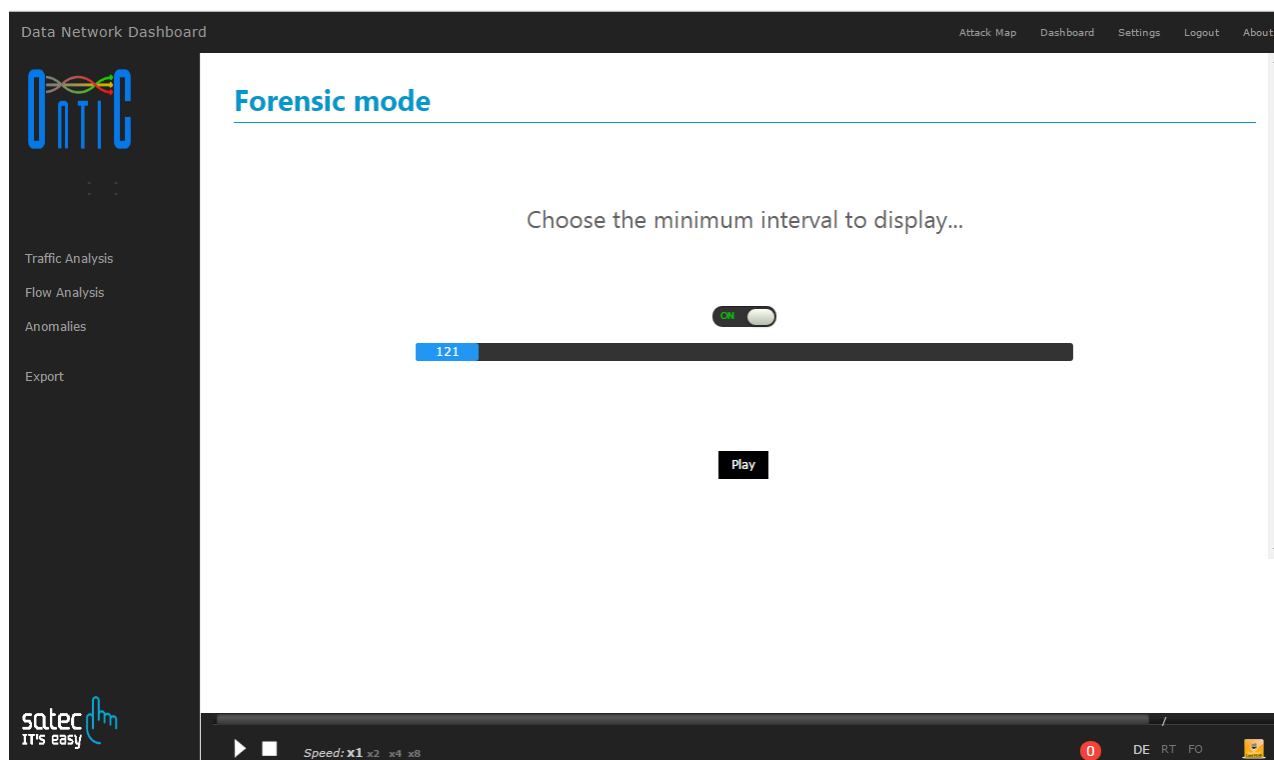 Data Network Dashboard
Attack Map Dashboard Settings Logout About
ONTIC
Forensic mode
Choose the minimum interval to display...
Traffic Analysis
Flow Analysis
Anomalies
Export
ON
121
Play
satec
IT's easy
/
Speed: x1 x2 x4 x8
0
DE RT FO